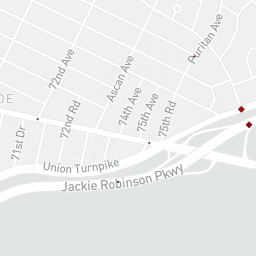 Puritan Ave
72nd Ave
Ascan Ave
DE
74th Ave
75th Ave
75th Rd
72nd Rd
71st Dr
Union Turnpike
Jackie Robinson Pkwy